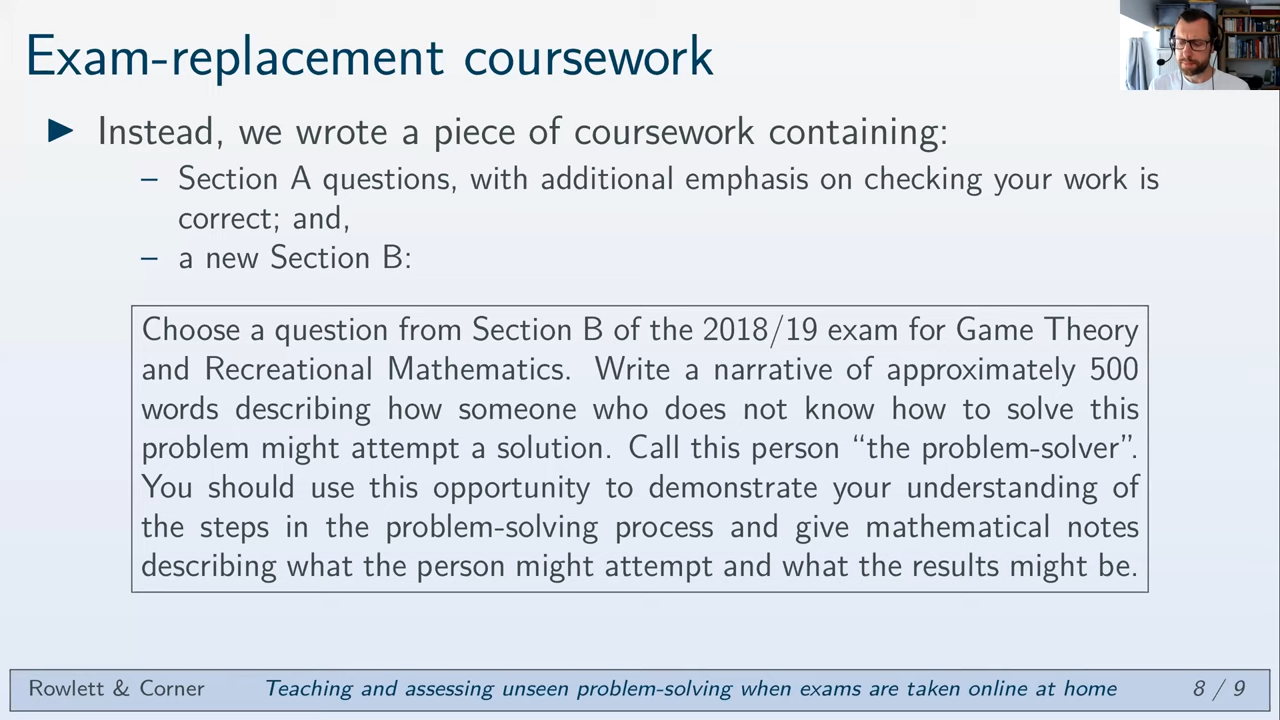 Exam-replacement coursework
Instead, we wrote a piece of coursework containing:
– Section A questions, with additional emphasis on checking your work is
correct; and,
– a new Section B:
Choose a question from Section B of the 2018/19 exam for Game Theory
and Recreational Mathematics. Write a narrative of approximately 500
words describing how someone who does not know how to solve this
problem might attempt a solution. Call this person “the problem-solver”.
You should use this opportunity to demonstrate your understanding of
the steps in the problem-solving process and give mathematical notes
describing what the person might attempt and what the results might be.
Rowlett & Corner Teaching and assessing unseen problem-solving when exams are taken online at home 8 / 9